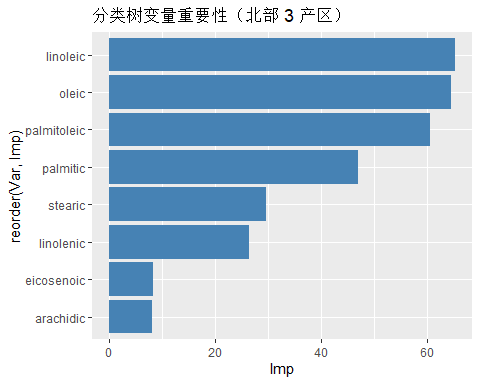 分类树变量重要性（北部 3 产区）
reorder(Var, Imp)
linoleic
oleic
palmitoleic
palmitic
stearic
linolenic
eicosenoic
arachidic
0 20 40 60
Imp